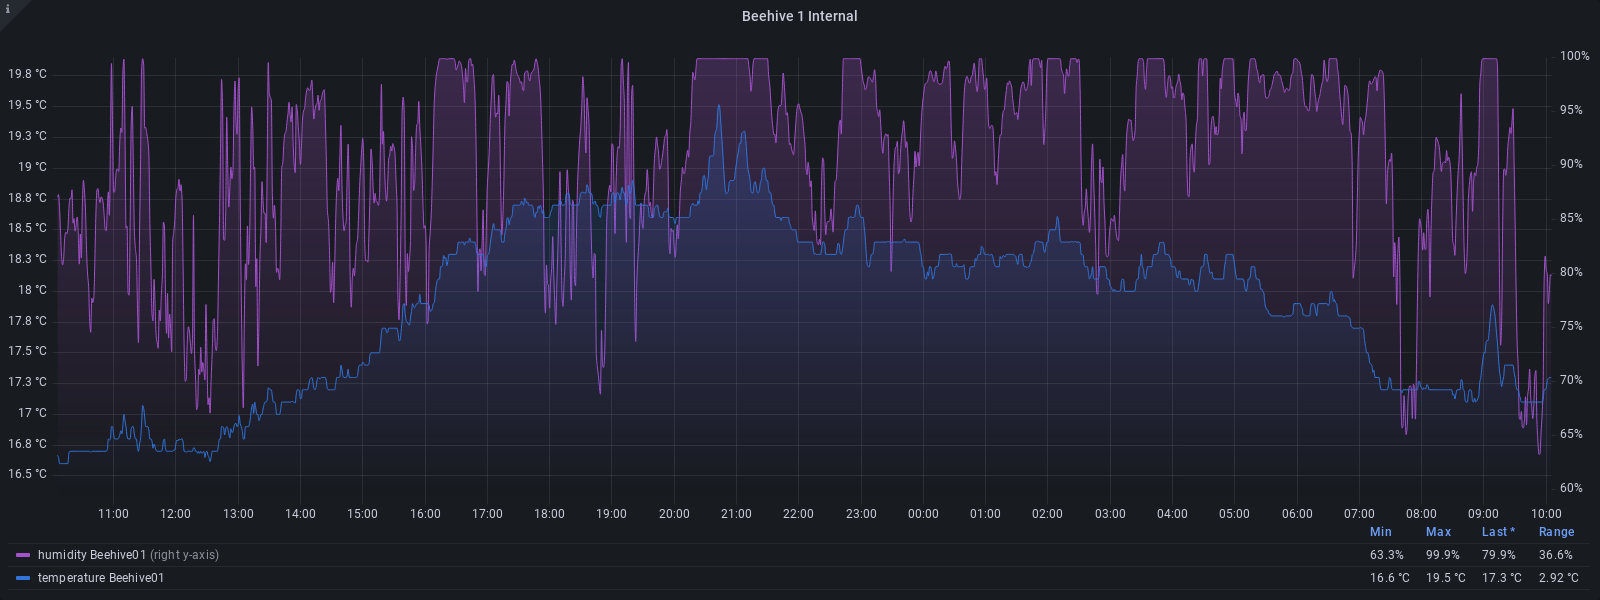 i
Beehive 1 Internal
19.8 °C
19.5 °C
19.3 °C
19 °C
18.8 °C
18.5 °C
18.3 °C
18 °C
17.8 °C
17.5 °C
17.3 °C
17 °C
16.8 °C
16.5 °C
100%
95%
90%
85%
80%
75%
70%
65%
60%
11:00 12:00 13:00 14:00 15:00 16:00 17:00 18:00 19:00 20:00 21:00 22:00 23:00 00:00 01:00 02:00 03:00 04:00 05:00 06:00 07:00 08:00 09:00 10:00
Min Max Last * Range
humidity Beehive01 (right y-axis) 63.3% 99.9% 79.9% 36.6%
temperature Beehive01 16.6 °C 19.5 °C 17.3 °C 2.92 °C